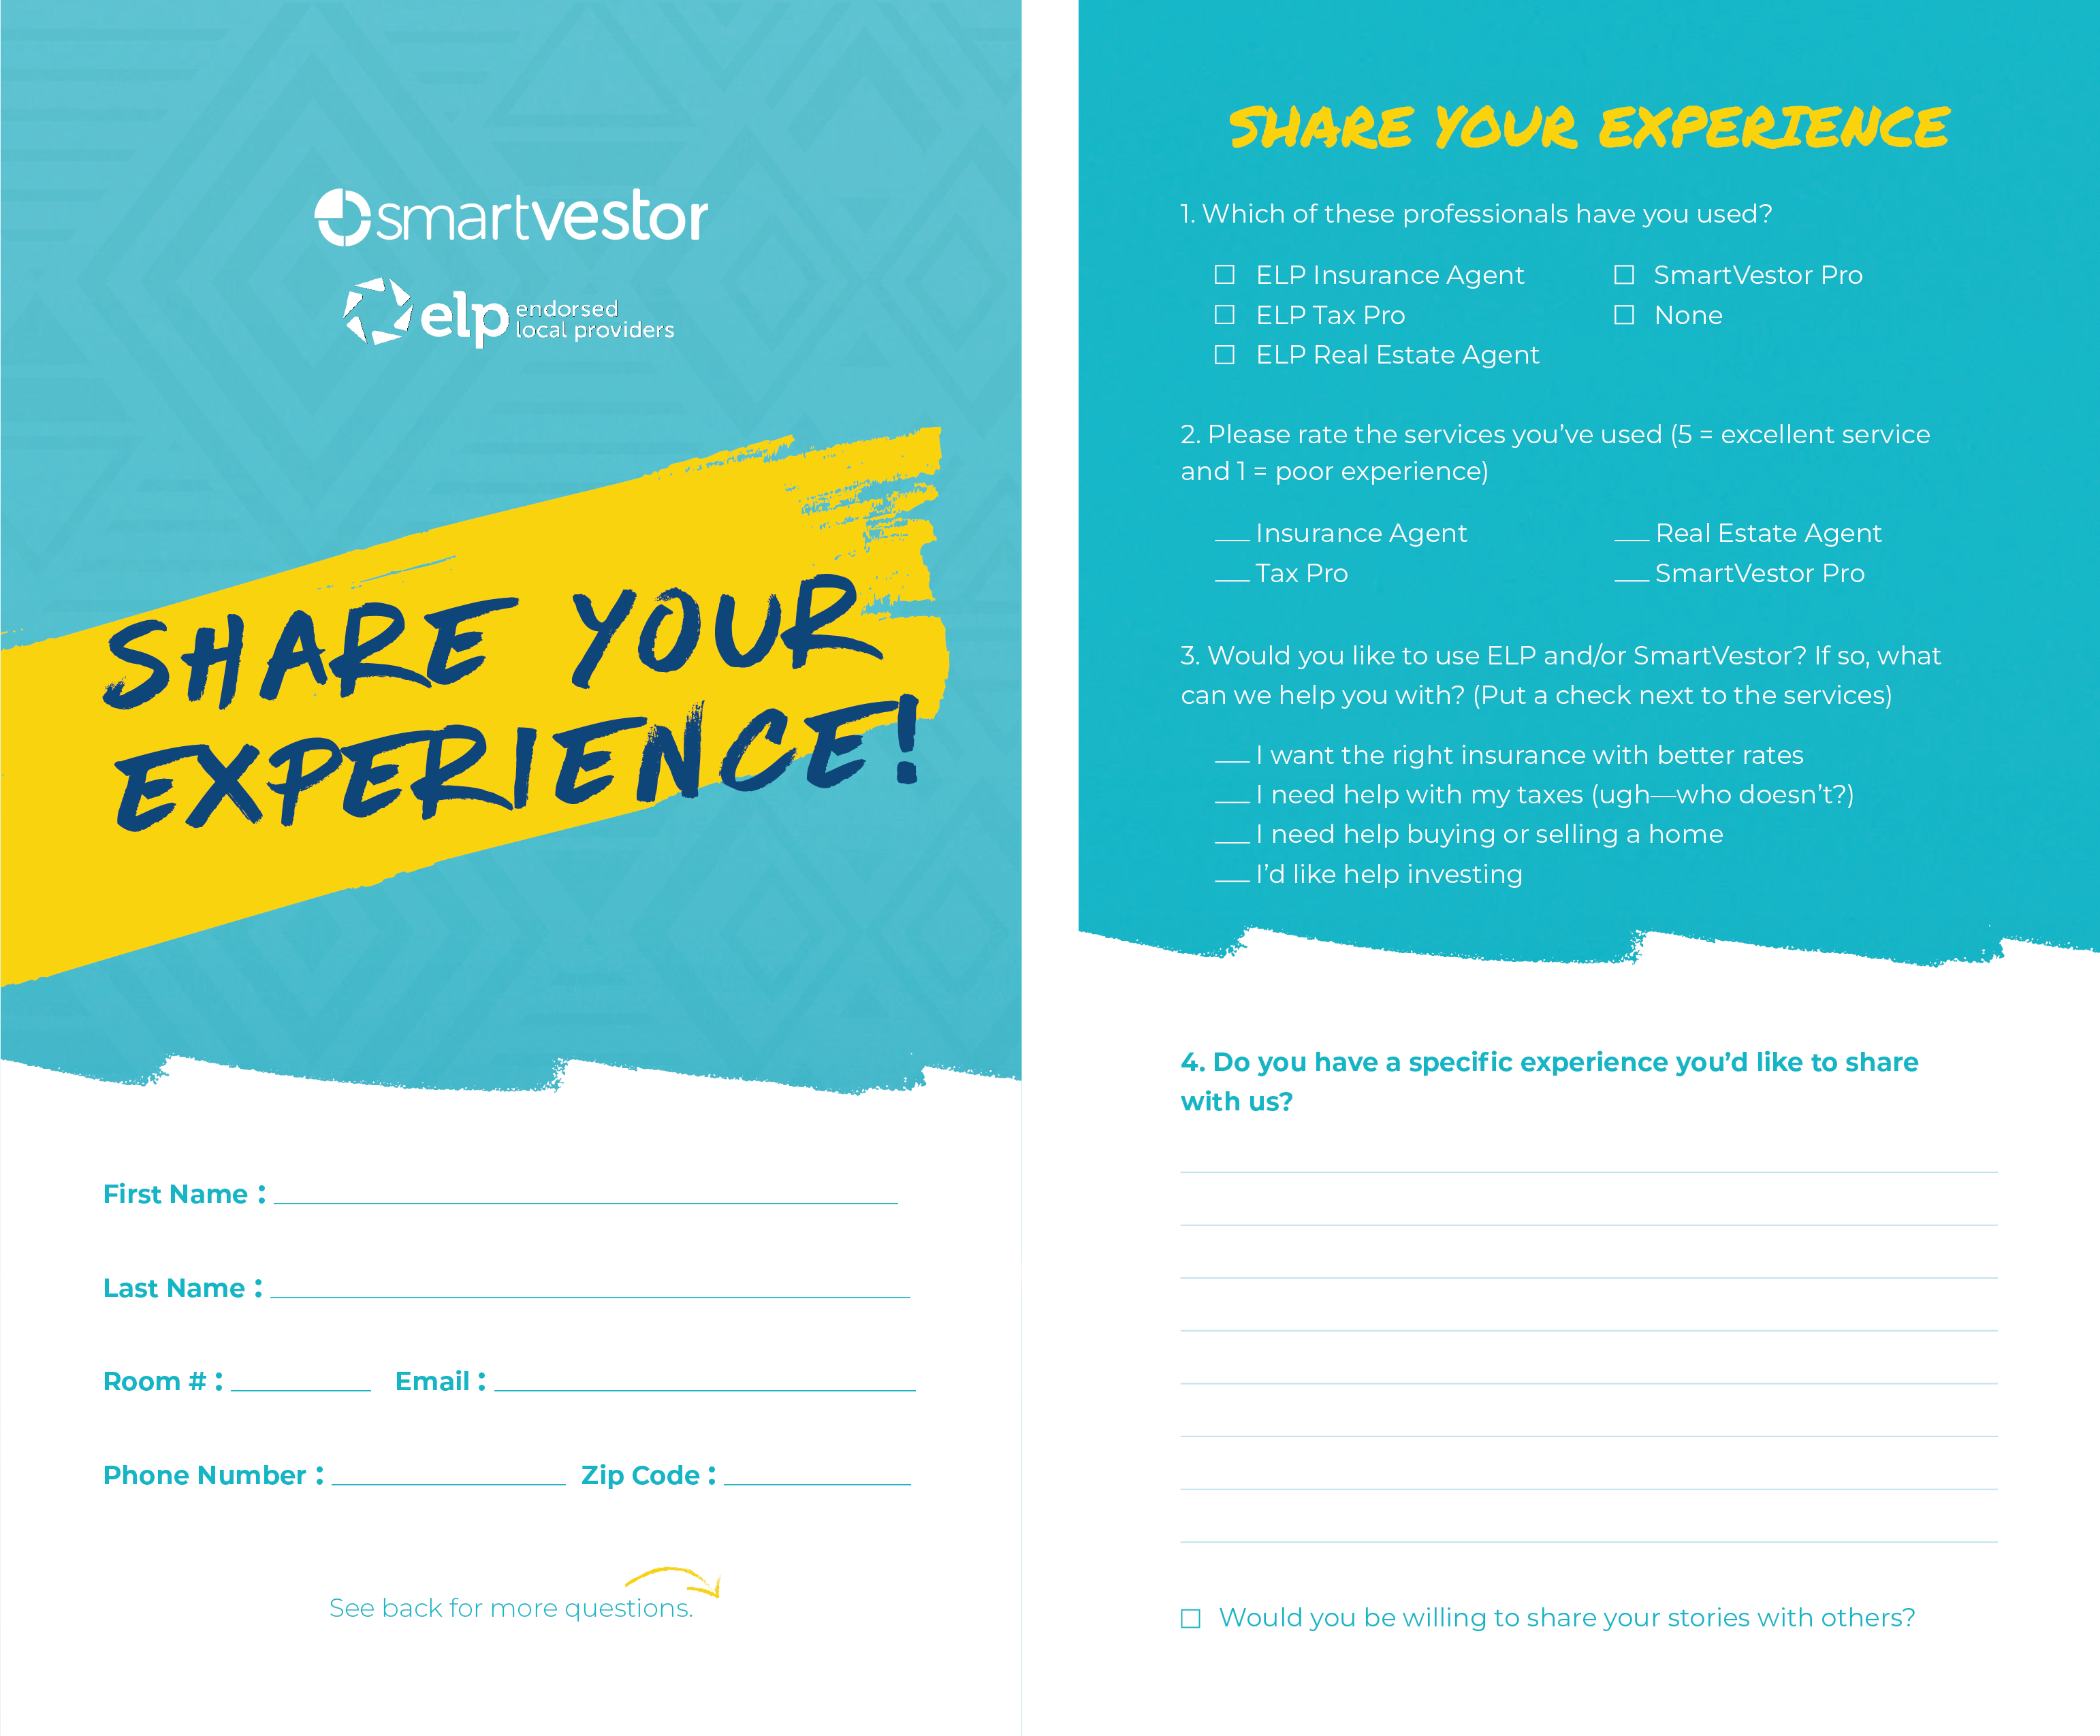 smartvestor
elp endorsed
local providers
SHARE YOUR
EXPERIENCE!
First Name :
Last Name :
Room # : Email :
Phone Number : Zip Code :
See back for more questions.
SHARE YOUR EXPERIENCE
1. Which of these professionals have you used?
ELP Insurance Agent
ELP Tax Pro
ELP Real Estate Agent
SmartVestor Pro
None
2. Please rate the services you’ve used (5 = excellent service
and 1 = poor experience)
Insurance Agent
Tax Pro
Real Estate Agent
SmartVestor Pro
3. Would you like to use ELP and/or SmartVestor? If so, what
can we help you with? (Put a check next to the services)
I want the right insurance with better rates
I need help with my taxes (ugh—who doesn’t?)
I need help buying or selling a home
I’d like help investing
4. Do you have a specific experience you’d like to share
with us?
Would you be willing to share your stories with others?